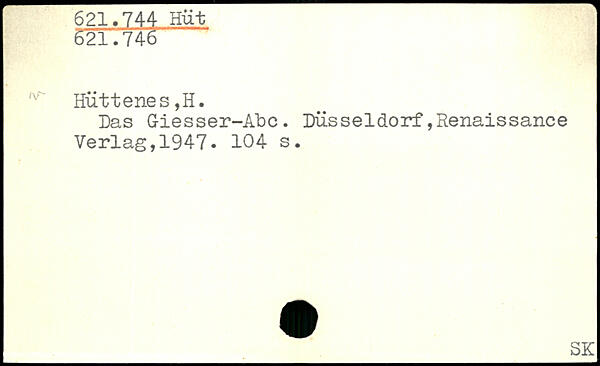 621.744 Hüt
621.746
Hüttenes,H.
Das Giesser-Abc. Düsseldorf,Renaissance
Verlag,1947. 104 s.
SK